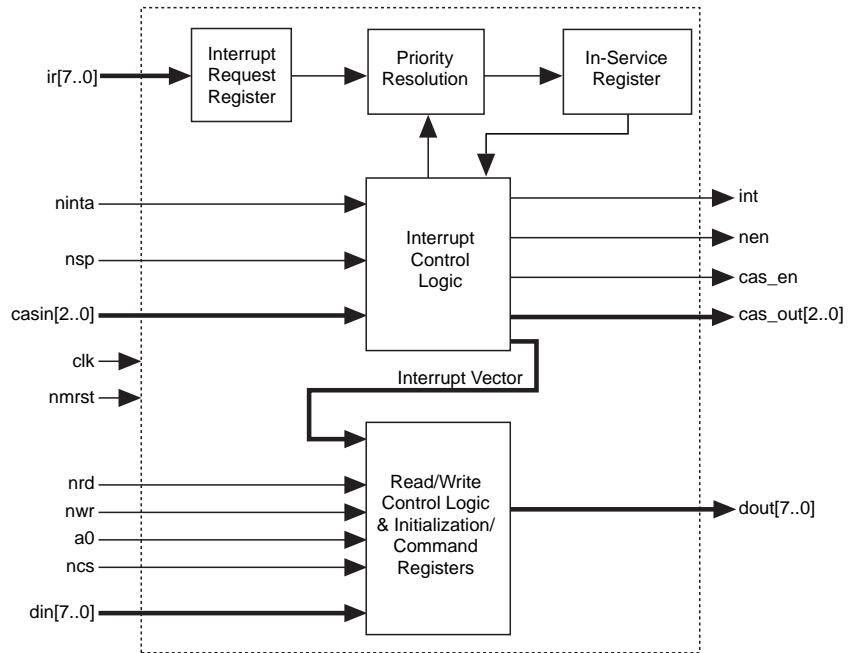 ir[7..0]
Interrupt
Request
Register
Priority
Resolution
In-Service
Register
ninta
nsp
casin[2..0]
clk
nmrst
Interrupt
Control
Logic
int
nen
cas_en
cas_out[2..0]
Interrupt Vector
nrd
nwr
a0
ncs
din[7..0]
Read/Write
Control Logic
& Initialization/
Command
Registers
dout[7..0]